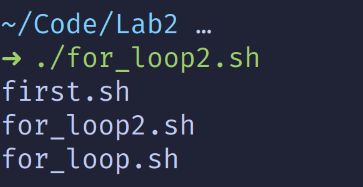 ~/Code/Lab2 …
➜ ./for_loop2.sh
first.sh
for_loop2.sh
for_loop.sh